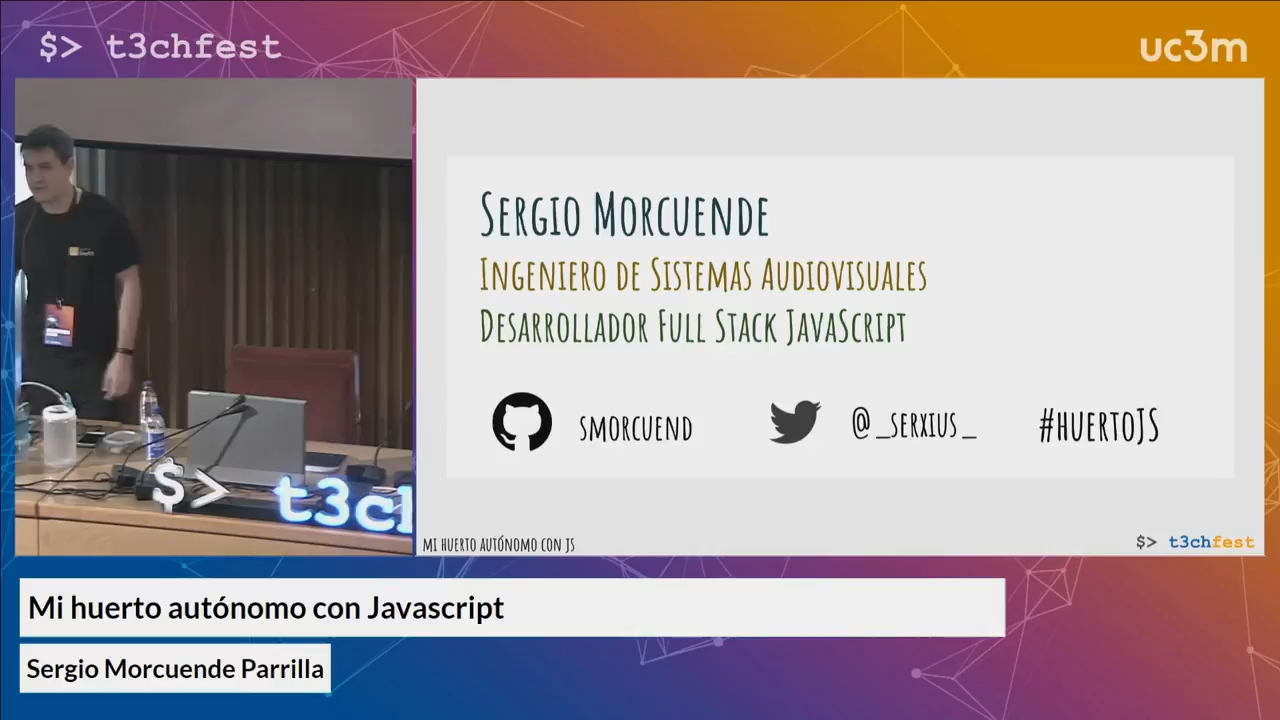 $> t3chfest
uc3m
SERGIO MORCUENDE
INGENIERO DE SISTEMAS AUDIOVISUALES
DESARROLLADOR FULL STACK JAVASCRIPT
SMORCUEND
@_SERXIUS_
#HUERTOJS
MI HUERTO AUTÓNOMO CON JS
$> t3chfest
$> t3ch
Mi huerto autónomo con Javascript
Sergio Morcuende Parrilla